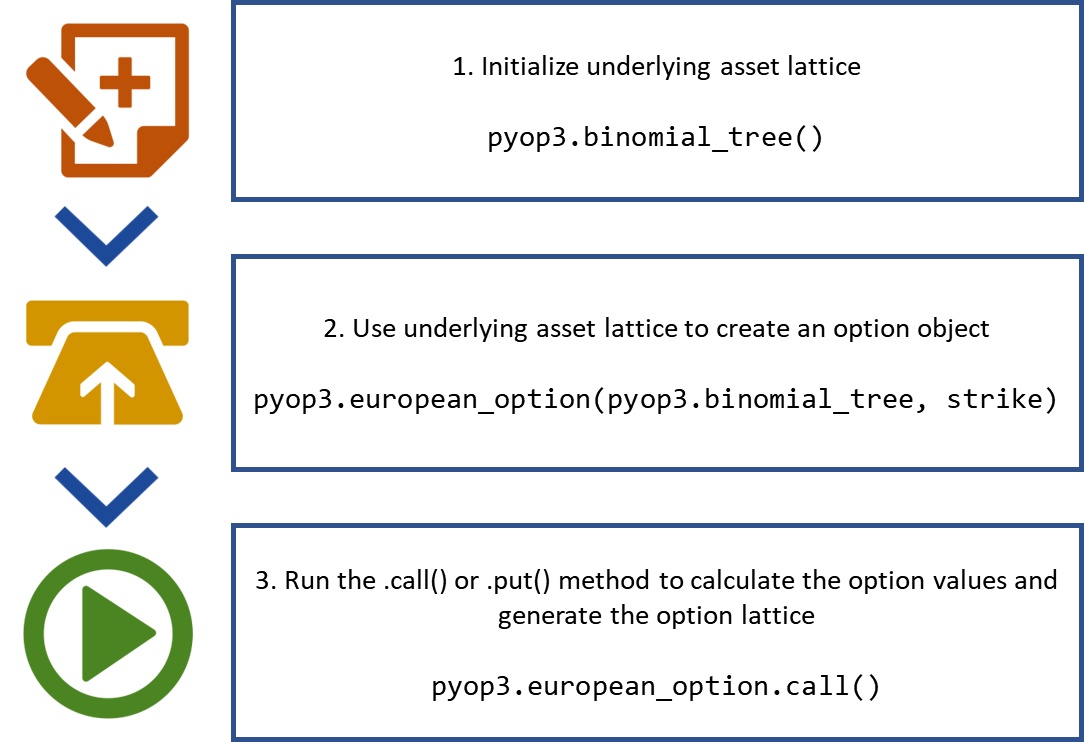 1. Initialize underlying asset lattice
pyop3.binomial_tree()
2. Use underlying asset lattice to create an option object
pyop3.european_option(pyop3.binomial_tree, strike)
3. Run the .call() or .put() method to calculate the option values and
generate the option lattice
pyop3.european_option.call()